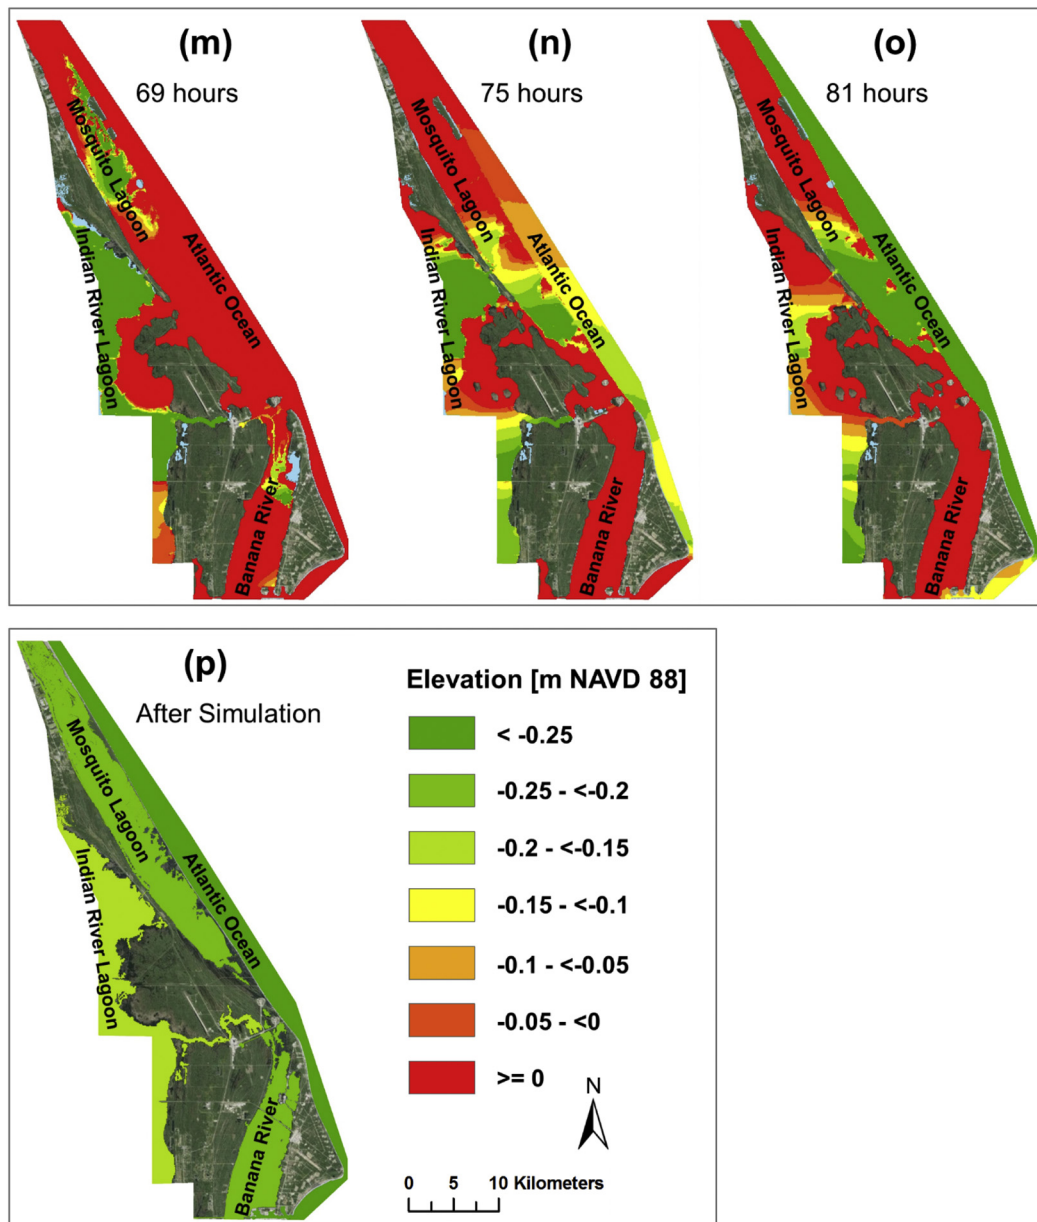 (m)
69 hours
Mosquito Lagoon
Indian River Lagoon
Atlantic Ocean
Banana River
(n)
75 hours
Mosquito Lagoon
Indian River Lagoon
Atlantic Ocean
Banana River
(o)
81 hours
Mosquito Lagoon
Indian River Lagoon
Atlantic Ocean
Banana River
(p)
After Simulation
Mosquito Lagoon
Indian River Lagoon
Atlantic Ocean
Banana River
Elevation [m NAVD 88]
< -0.25
-0.25 - <-0.2
-0.2 - <-0.15
-0.15 - <-0.1
-0.1 - <-0.05
-0.05 - <0
>= 0
N
0 5 10 Kilometers